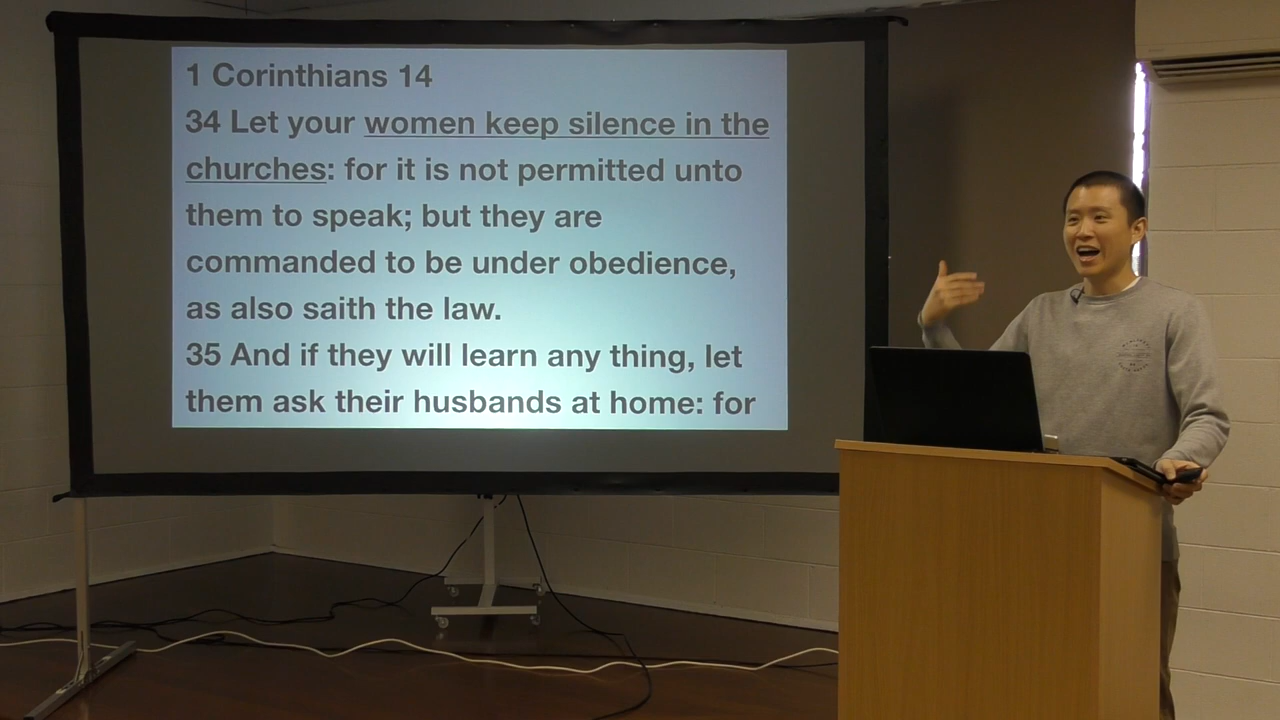 1 Corinthians 14
34 Let your women keep silence in the
churches: for it is not permitted unto
them to speak; but they are
commanded to be under obedience,
as also saith the law.
35 And if they will learn any thing, let
them ask their husbands at home: for